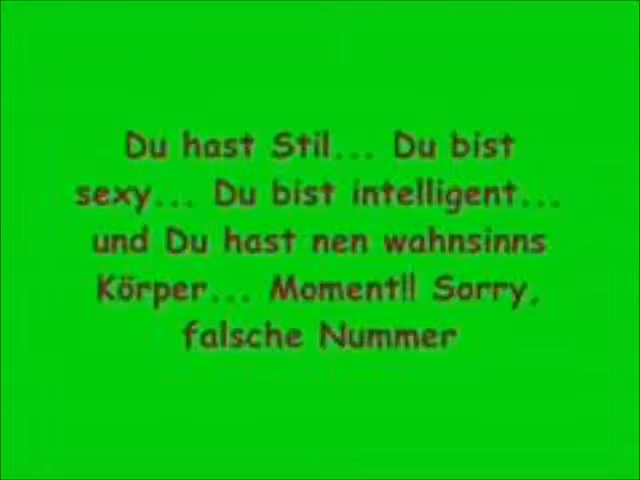 Du hast Stil... Du bist
sexy... Du bist intelligent...
und Du hast nen wahnsinns
Körper... Moment!! Sorry,
falsche Nummer